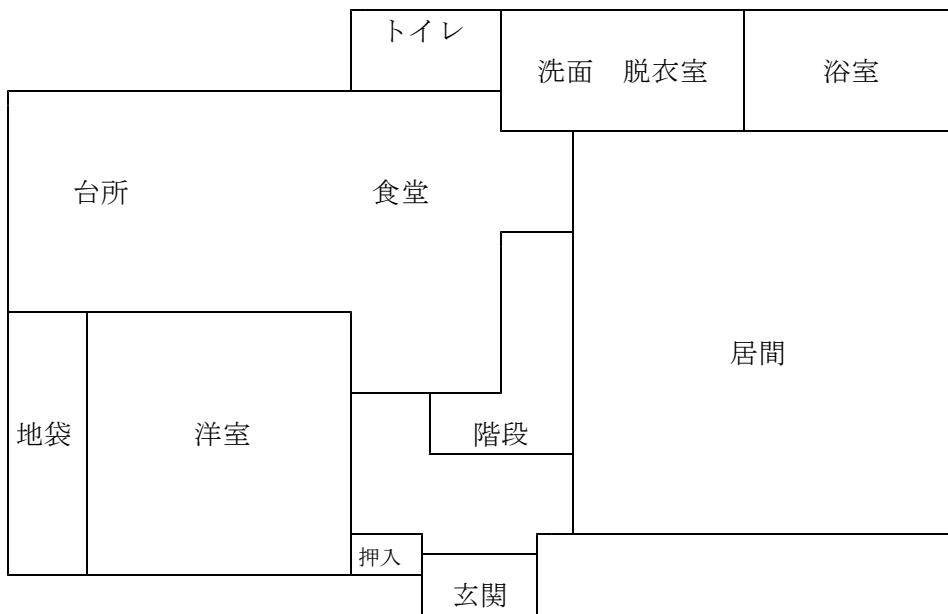 トイレ
洗面　脱衣室
浴室
台所
食堂
居間
地袋
洋室
階段
押入
玄関